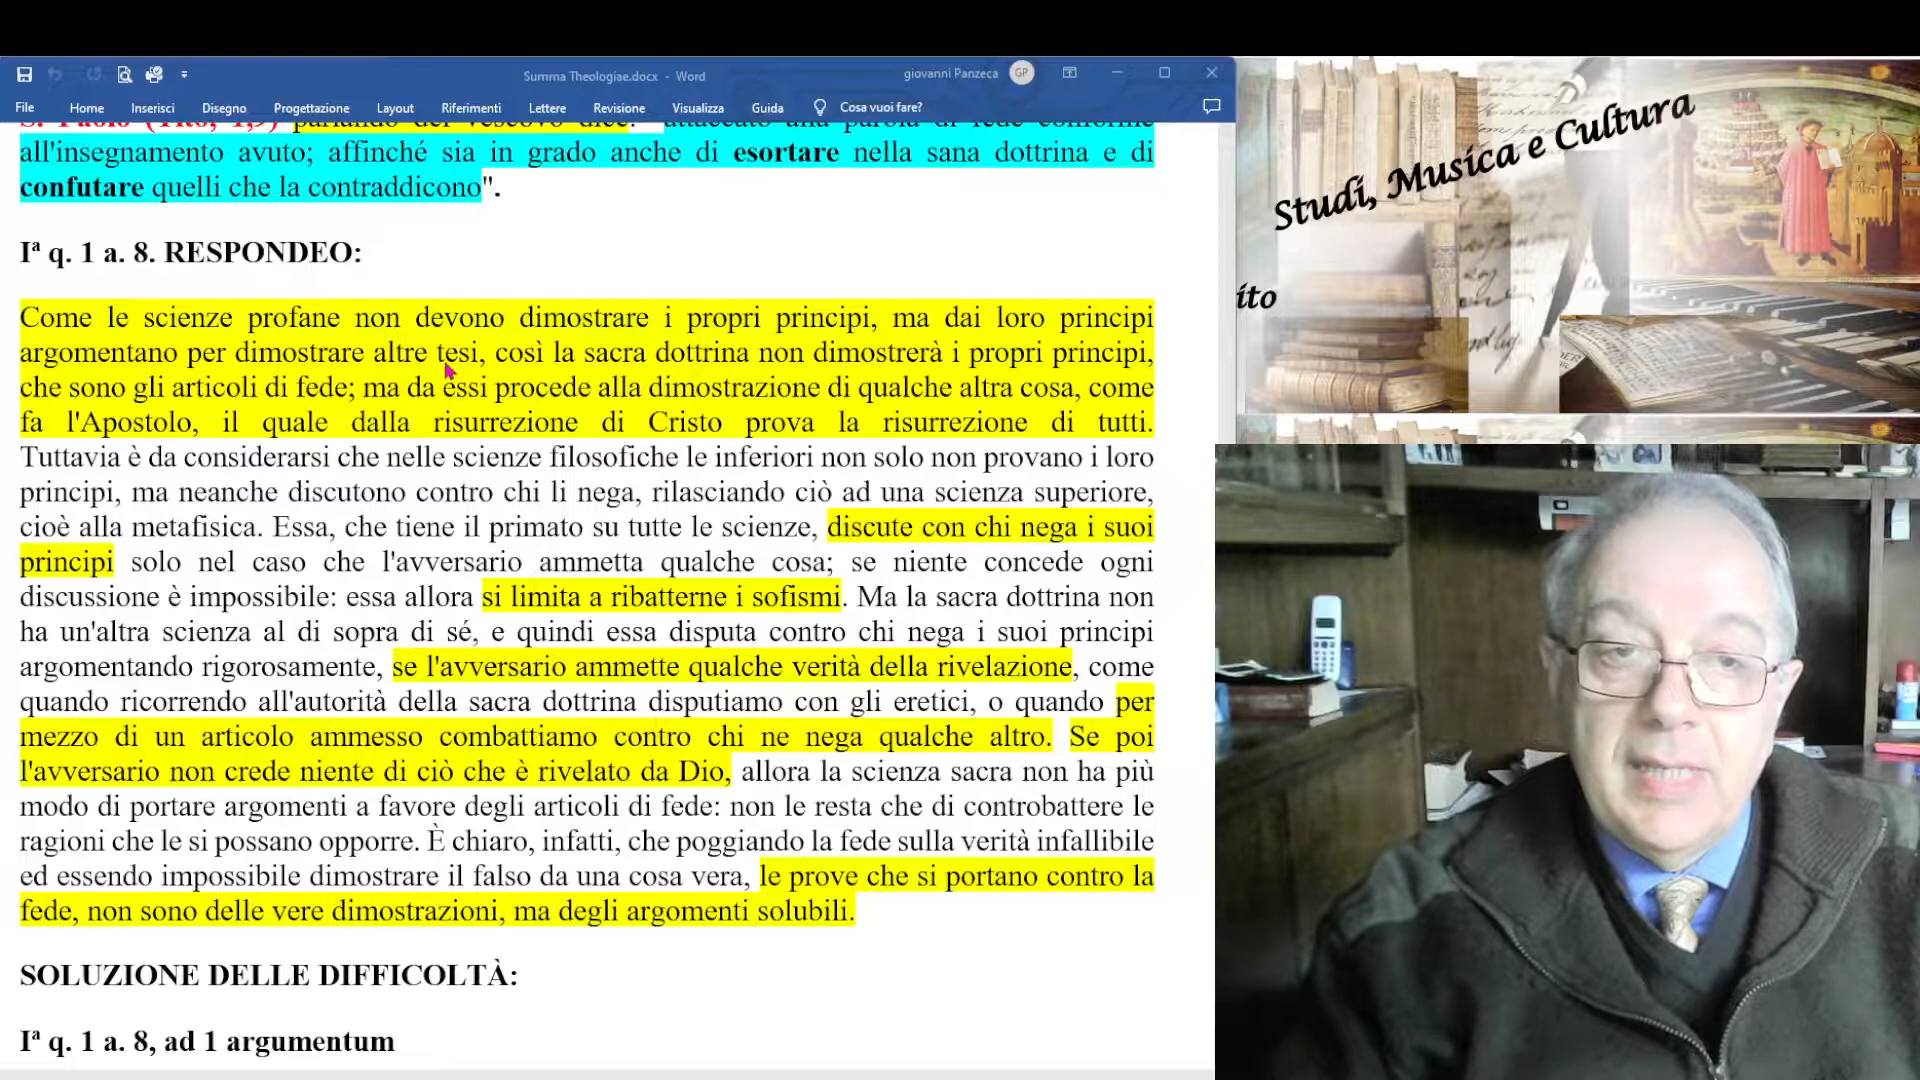 Summa Theologiae.docx - Word
giovanni Panzeca GP
File Home Inserisci Disegno Progettazione Layout Riferimenti Lettere Revisione Visualizza Guida Cosa vuoi fare?
S. Paolo (Tito, 1,9) parlando del vescovo dice: "attaccato alla parola di fede conforme
all'insegnamento avuto; affinché sia in grado anche di esortare nella sana dottrina e di
confutare quelli che la contraddicono".
Iª q. 1 a. 8. RESPONDEO:
Come le scienze profane non devono dimostrare i propri principi, ma dai loro principi
argomentano per dimostrare altre tesi, così la sacra dottrina non dimostrerà i propri principi,
che sono gli articoli di fede; ma da essi procede alla dimostrazione di qualche altra cosa, come
fa l'Apostolo, il quale dalla risurrezione di Cristo prova la risurrezione di tutti.
Tuttavia è da considerarsi che nelle scienze filosofiche le inferiori non solo non provano i loro
principi, ma neanche discutono contro chi li nega, rilasciando ciò ad una scienza superiore,
cioè alla metafisica. Essa, che tiene il primato su tutte le scienze, discute con chi nega i suoi
principi solo nel caso che l'avversario ammetta qualche cosa; se niente concede ogni
discussione è impossibile: essa allora si limita a ribatterne i sofismi. Ma la sacra dottrina non
ha un'altra scienza al di sopra di sé, e quindi essa disputa contro chi nega i suoi principi
argomentando rigorosamente, se l'avversario ammette qualche verità della rivelazione, come
quando ricorrendo all'autorità della sacra dottrina disputiamo con gli eretici, o quando per
mezzo di un articolo ammesso combattiamo contro chi ne nega qualche altro. Se poi
l'avversario non crede niente di ciò che è rivelato da Dio, allora la scienza sacra non ha più
modo di portare argomenti a favore degli articoli di fede: non le resta che di controbattere le
ragioni che le si possano opporre. È chiaro, infatti, che poggiando la fede sulla verità infallibile
ed essendo impossibile dimostrare il falso da una cosa vera, le prove che si portano contro la
fede, non sono delle vere dimostrazioni, ma degli argomenti solubili.
SOLUZIONE DELLE DIFFICOLTÀ:
Iª q. 1 a. 8, ad 1 argumentum
Studi, Musica e Cultura
ito